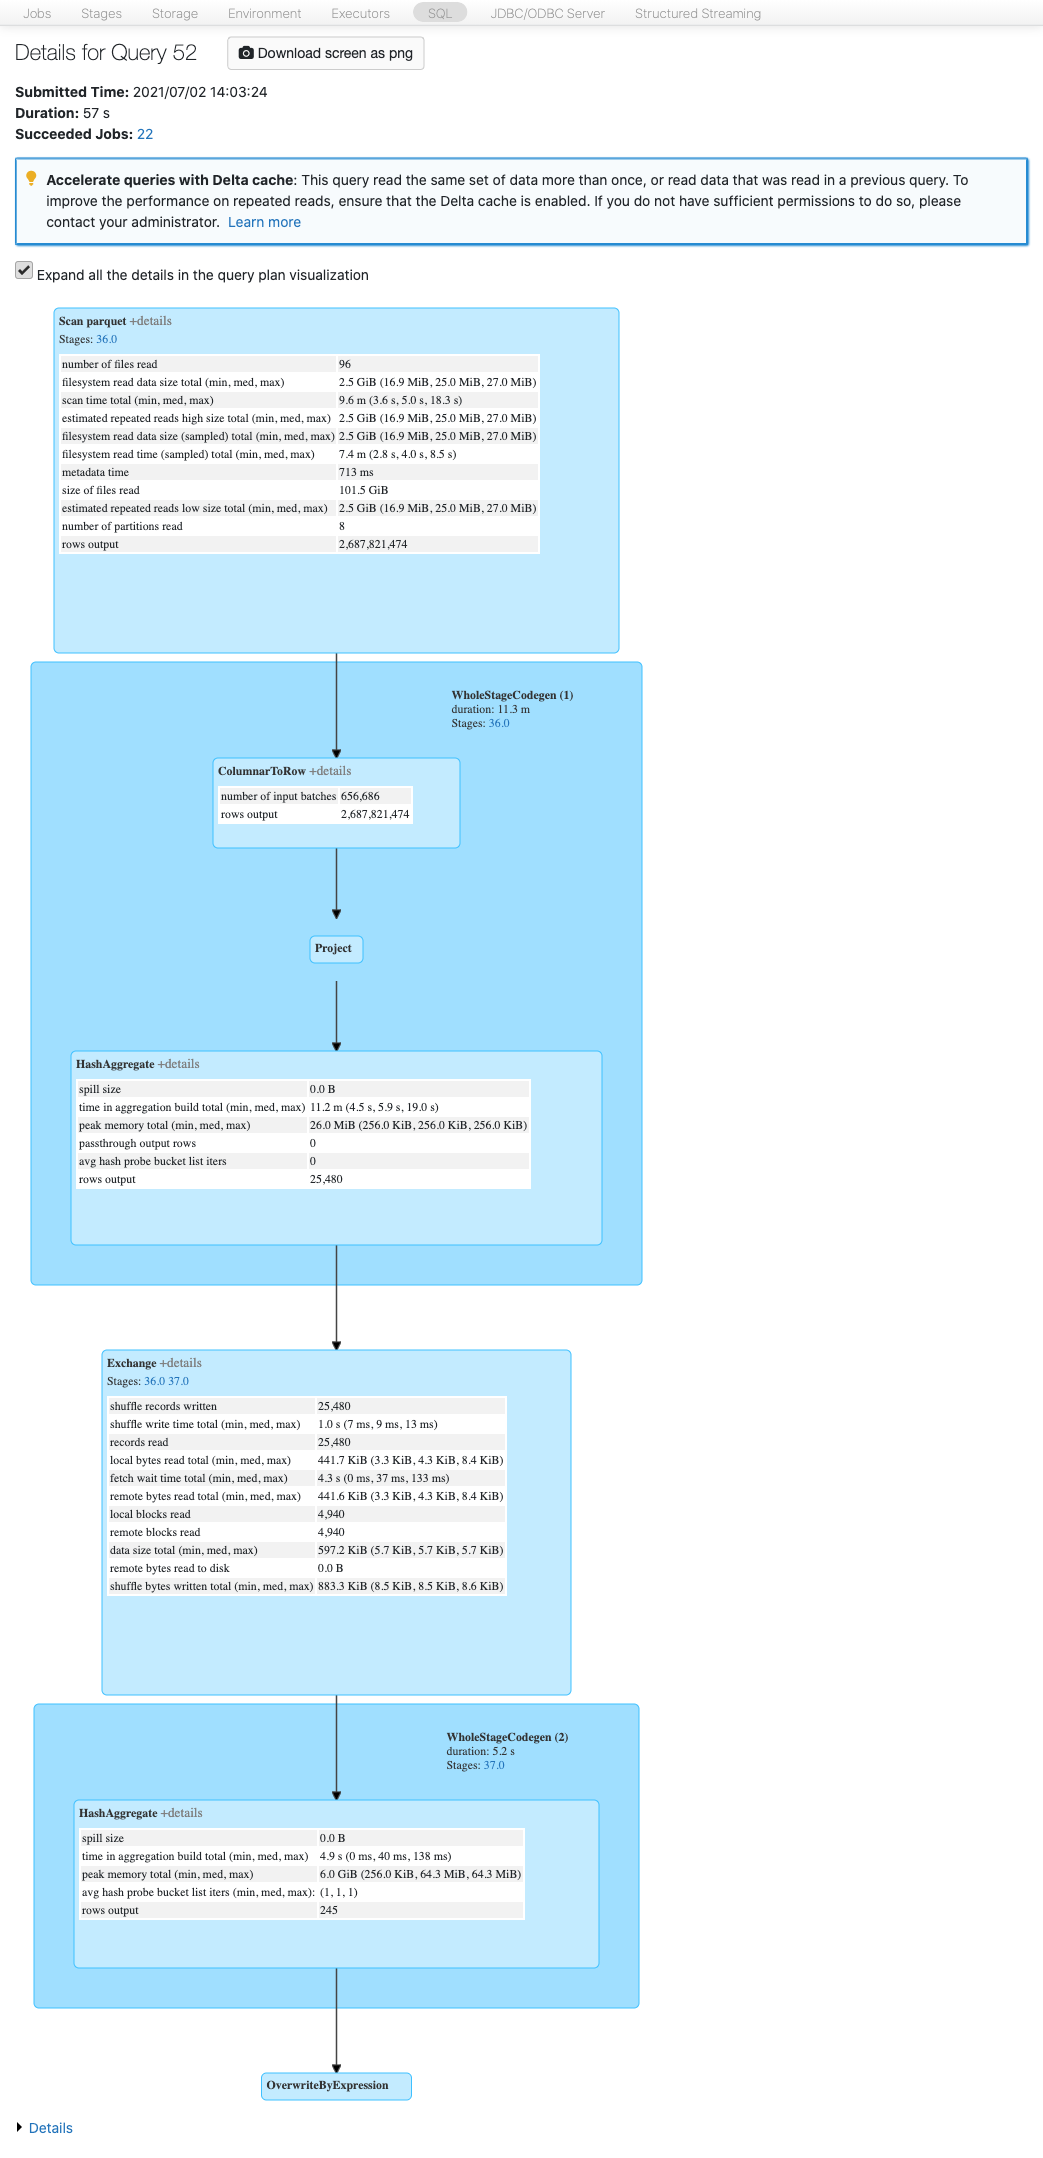 Jobs Stages Storage Environment Executors SQL JDBC/ODBC Server Structured Streaming
Details for Query 52 Download screen as png
Submitted Time: 2021/07/02 14:03:24
Duration: 57 s
Succeeded Jobs: 22
Accelerate queries with Delta cache: This query read the same set of data more than once, or read data that was read in a previous query. To
improve the performance on repeated reads, ensure that the Delta cache is enabled. If you do not have sufficient permissions to do so, please
contact your administrator. Learn more
Expand all the details in the query plan visualization
Scan parquet +details
Stages: 36.0
number of files read 96
filesystem read data size total (min, med, max) 2.5 GiB (16.9 MiB, 25.0 MiB, 27.0 MiB)
scan time total (min, med, max) 9.6 m (3.6 s, 5.0 s, 18.3 s)
estimated repeated reads high size total (min, med, max) 2.5 GiB (16.9 MiB, 25.0 MiB, 27.0 MiB)
filesystem read data size (sampled) total (min, med, max) 2.5 GiB (16.9 MiB, 25.0 MiB, 27.0 MiB)
filesystem read time (sampled) total (min, med, max) 7.4 m (2.8 s, 4.0 s, 8.5 s)
metadata time 713 ms
size of files read 101.5 GiB
estimated repeated reads low size total (min, med, max) 2.5 GiB (16.9 MiB, 25.0 MiB, 27.0 MiB)
number of partitions read 8
rows output 2,687,821,474
WholeStageCodegen (1)
duration: 11.3 m
Stages: 36.0
ColumnarToRow +details
number of input batches 656,686
rows output 2,687,821,474
Project
HashAggregate +details
spill size 0.0 B
time in aggregation build total (min, med, max) 11.2 m (4.5 s, 5.9 s, 19.0 s)
peak memory total (min, med, max) 26.0 MiB (256.0 KiB, 256.0 KiB, 256.0 KiB)
passthrough output rows 0
avg hash probe bucket list iters 0
rows output 25,480
Exchange +details
Stages: 36.0 37.0
shuffle records written 25,480
shuffle write time total (min, med, max) 1.0 s (7 ms, 9 ms, 13 ms)
records read 25,480
local bytes read total (min, med, max) 441.7 KiB (3.3 KiB, 4.3 KiB, 8.4 KiB)
fetch wait time total (min, med, max) 4.3 s (0 ms, 37 ms, 133 ms)
remote bytes read total (min, med, max) 441.6 KiB (3.3 KiB, 4.3 KiB, 8.4 KiB)
local blocks read 4,940
remote blocks read 4,940
data size total (min, med, max) 597.2 KiB (5.7 KiB, 5.7 KiB, 5.7 KiB)
remote bytes read to disk 0.0 B
shuffle bytes written total (min, med, max) 883.3 KiB (8.5 KiB, 8.5 KiB, 8.6 KiB)
WholeStageCodegen (2)
duration: 5.2 s
Stages: 37.0
HashAggregate +details
spill size 0.0 B
time in aggregation build total (min, med, max) 4.9 s (0 ms, 40 ms, 138 ms)
peak memory total (min, med, max) 6.0 GiB (256.0 KiB, 64.3 MiB, 64.3 MiB)
avg hash probe bucket list iters (min, med, max): (1, 1, 1)
rows output 245
OverwriteByExpression
Details